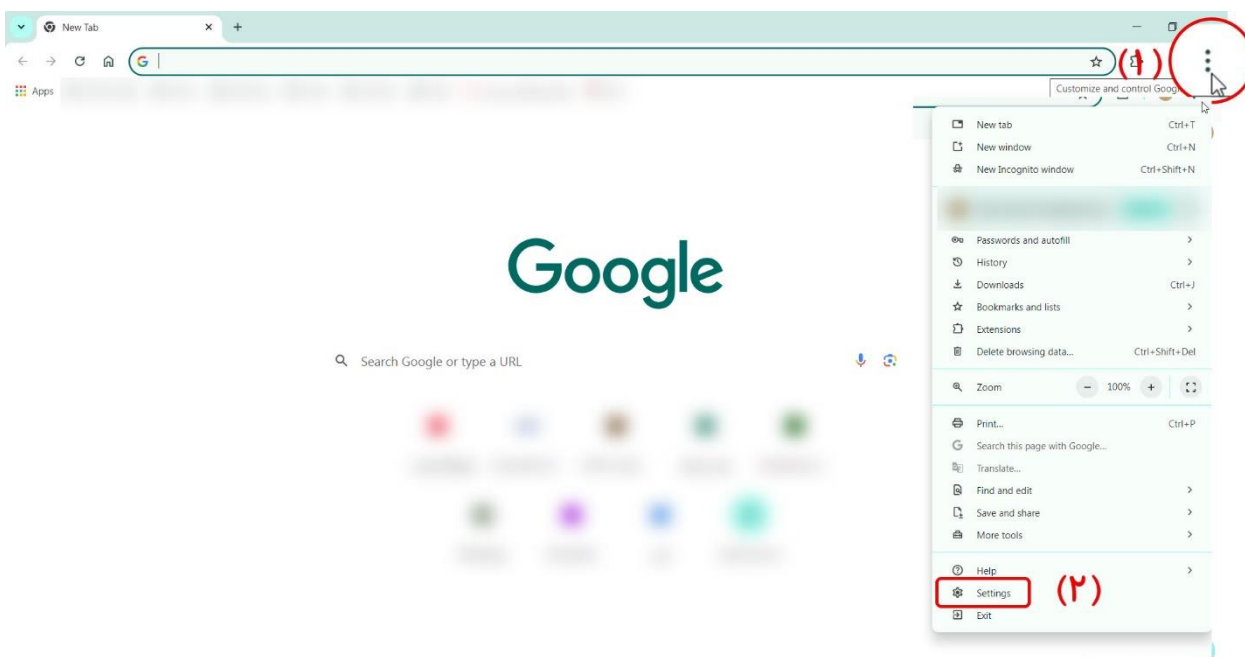 New Tab
(۱)
Apps
Customize and control Goog
New tab Ctrl+T
New window Ctrl+N
New Incognito window Ctrl+Shift+N
Passwords and autofill
History
Downloads Ctrl+J
Bookmarks and lists
Extensions
Delete browsing data... Ctrl+Shift+Del
Zoom - 100% +
Google
Search Google or type a URL
Print... Ctrl+P
Search this page with Google...
Translate...
Find and edit
Save and share
More tools
Help
Settings (۲)
Exit